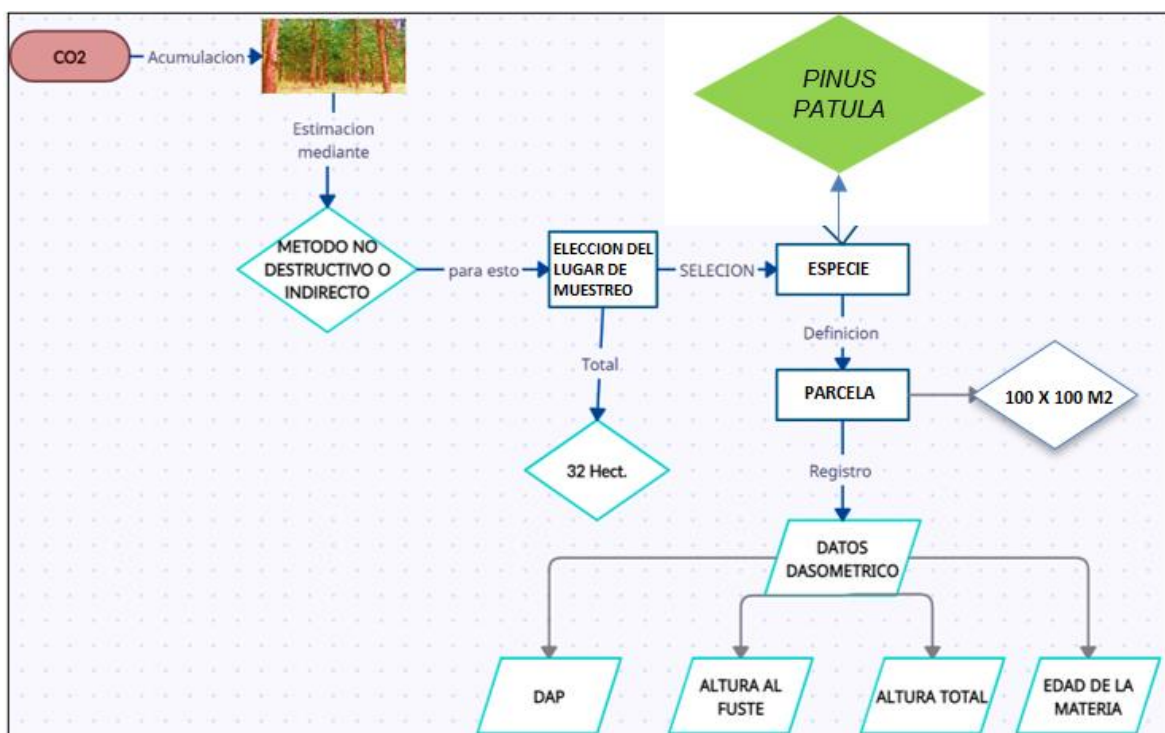 CO2
Acumulacion
Estimacion
mediante
METODO NO
DESTRUCTIVO O
INDIRECTO
para esto
ELECCION DEL
LUGAR DE
MUESTREO
SELECION
ESPECIE
PINUS
PATULA
Total
32 Hect.
Definicion
PARCELA
100 X 100 M2
Registro
DATOS
DASOMETRICO
DAP
ALTURA AL
FUSTE
ALTURA TOTAL
EDAD DE LA
MATERIA